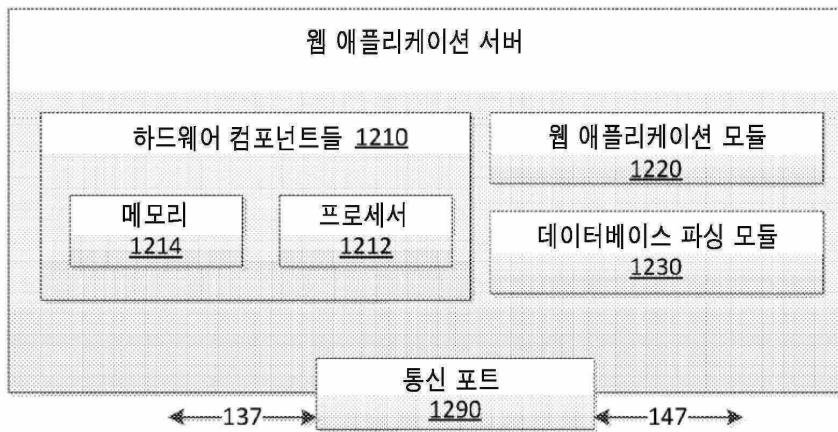 웹 애플리케이션 서버
하드웨어 컴포넌트들 1210
메모리
1214
프로세서
1212
웹 애플리케이션 모듈
1220
데이터베이스 파싱 모듈
1230
통신 포트
1290
137
147